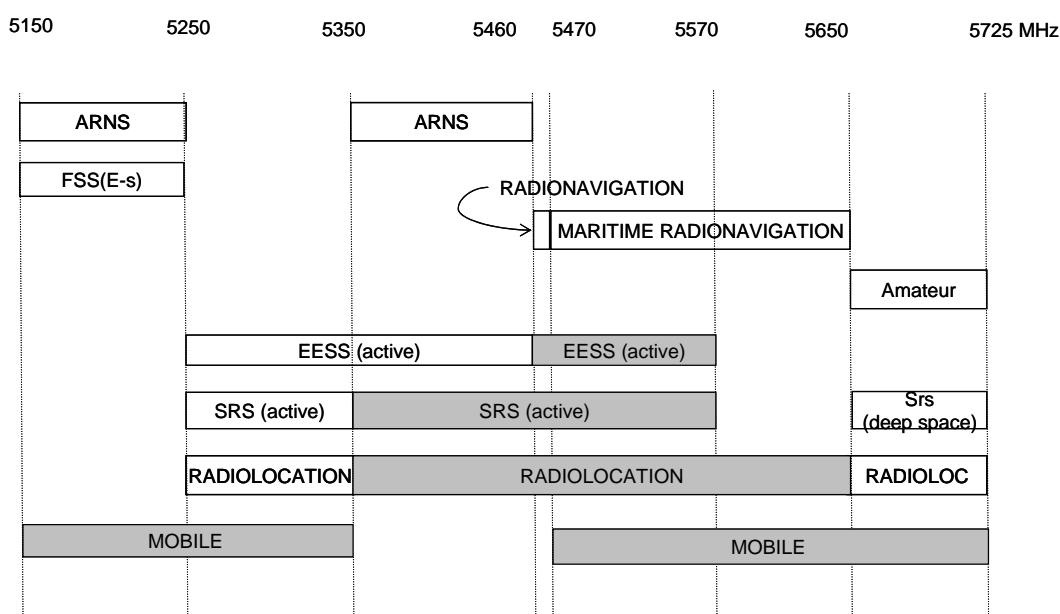 5150 5250 5350 5460 5470 5570 5650 5725 MHz
ARNS ARNS
FSS(E-s)
RADIONAVIGATION
MARITIME RADIONAVIGATION
Amateur
EESS (active) EESS (active)
SRS (active) SRS (active) Srs
(deep space)
RADIOLOCATION RADIOLOCATION RADIOLOC
MOBILE MOBILE